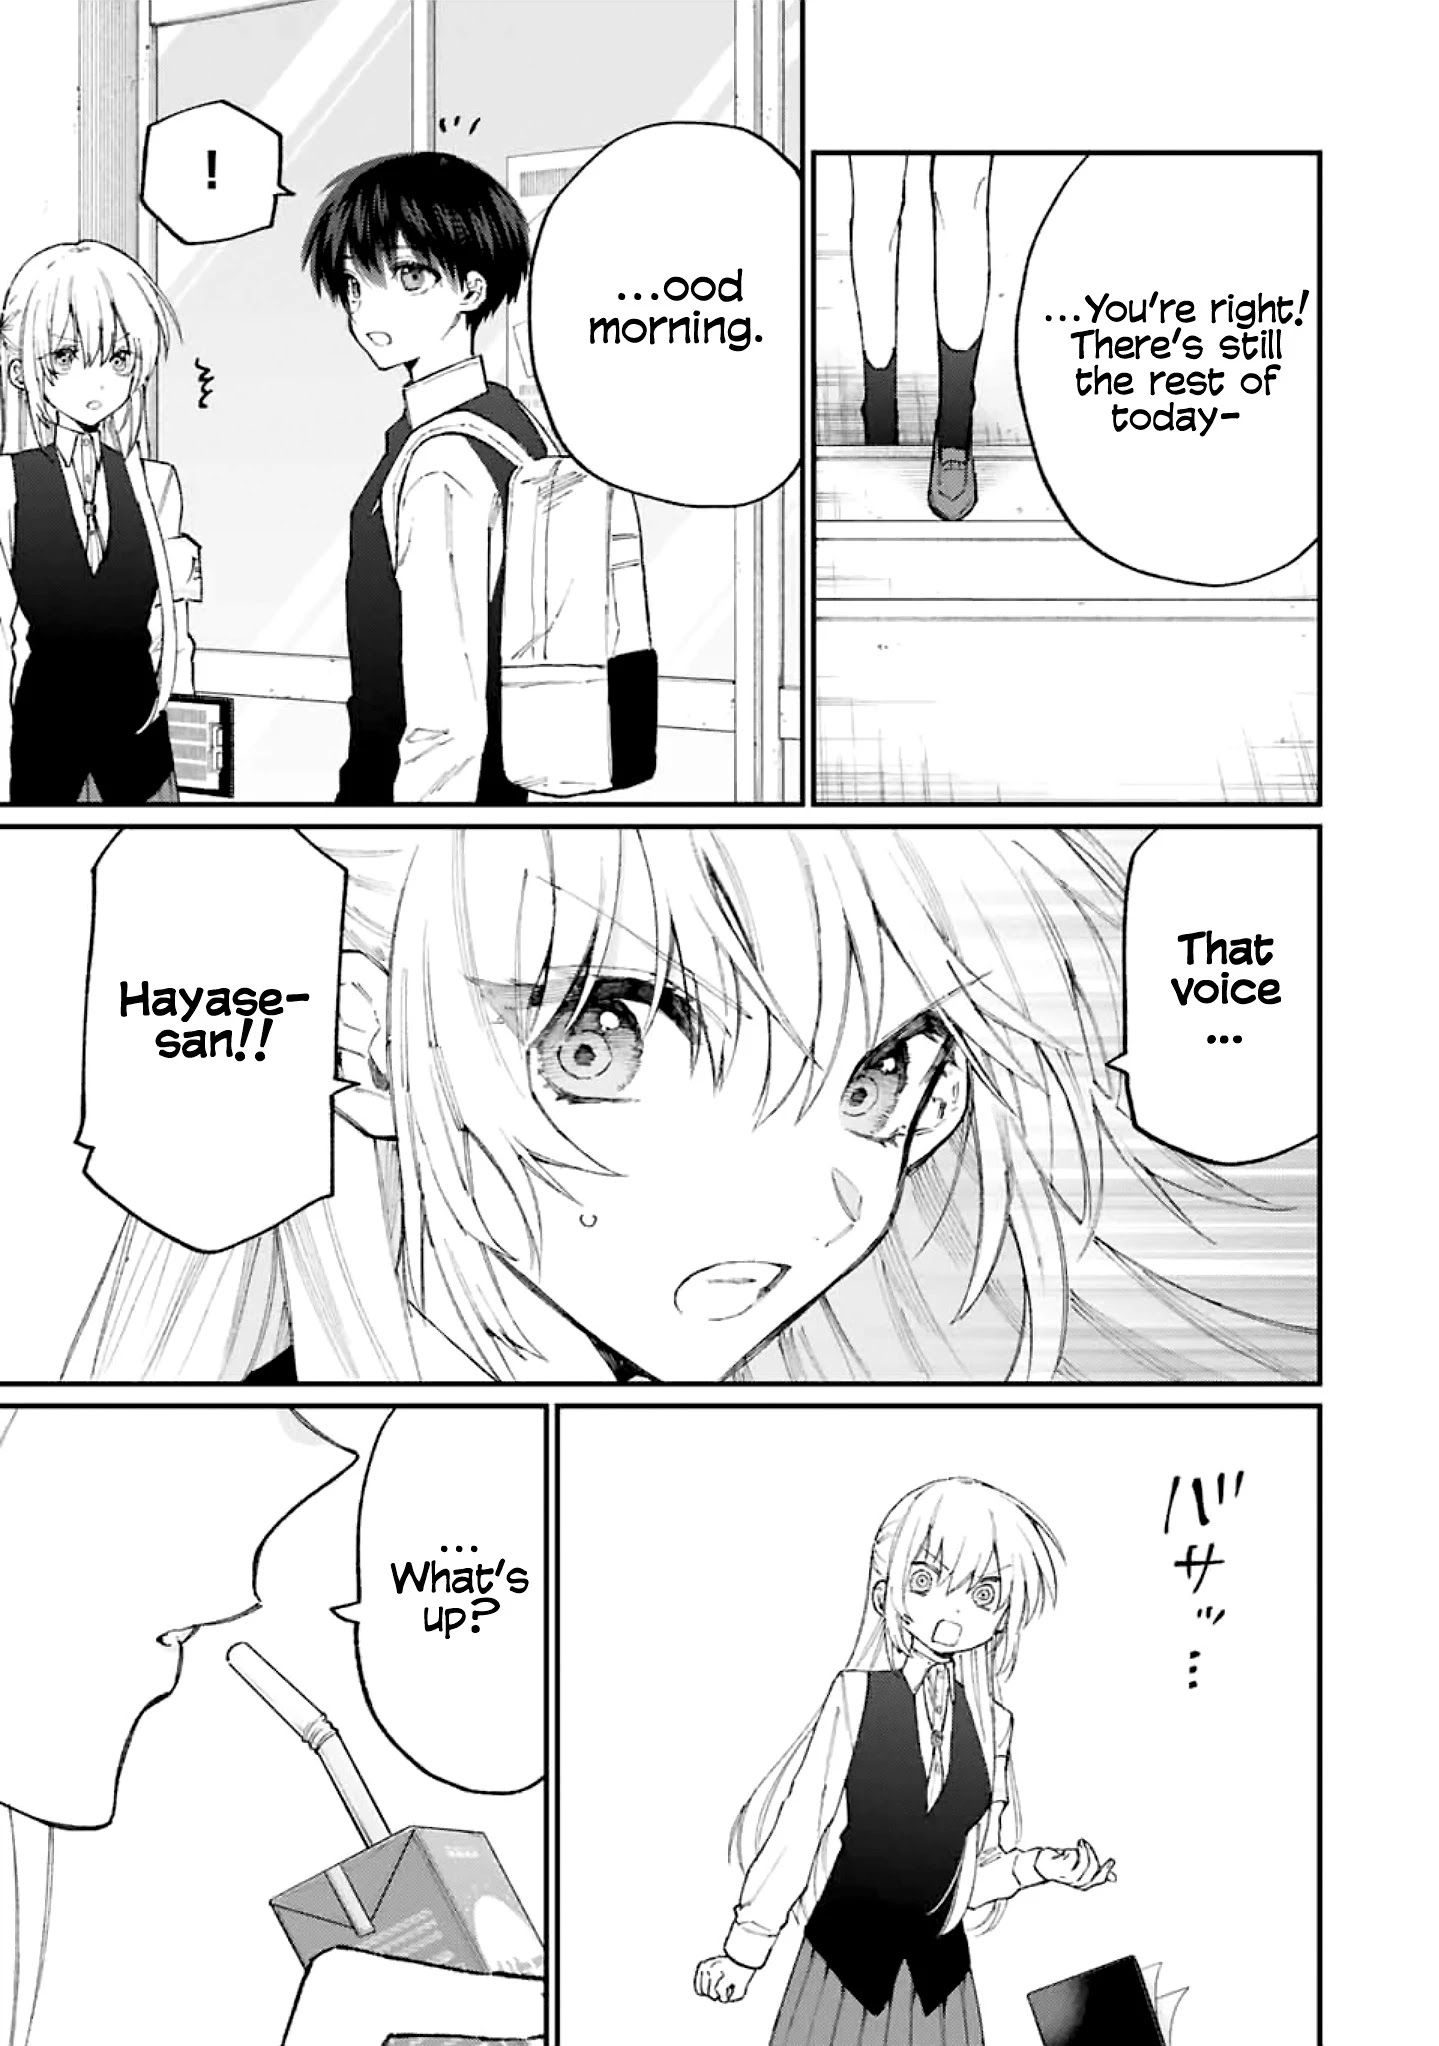 ...You're right!
There's still
the rest of
today-
...ood
morning.
!
That
voice
...
Hayase-
san!!
バサッ…
...
What's
up?